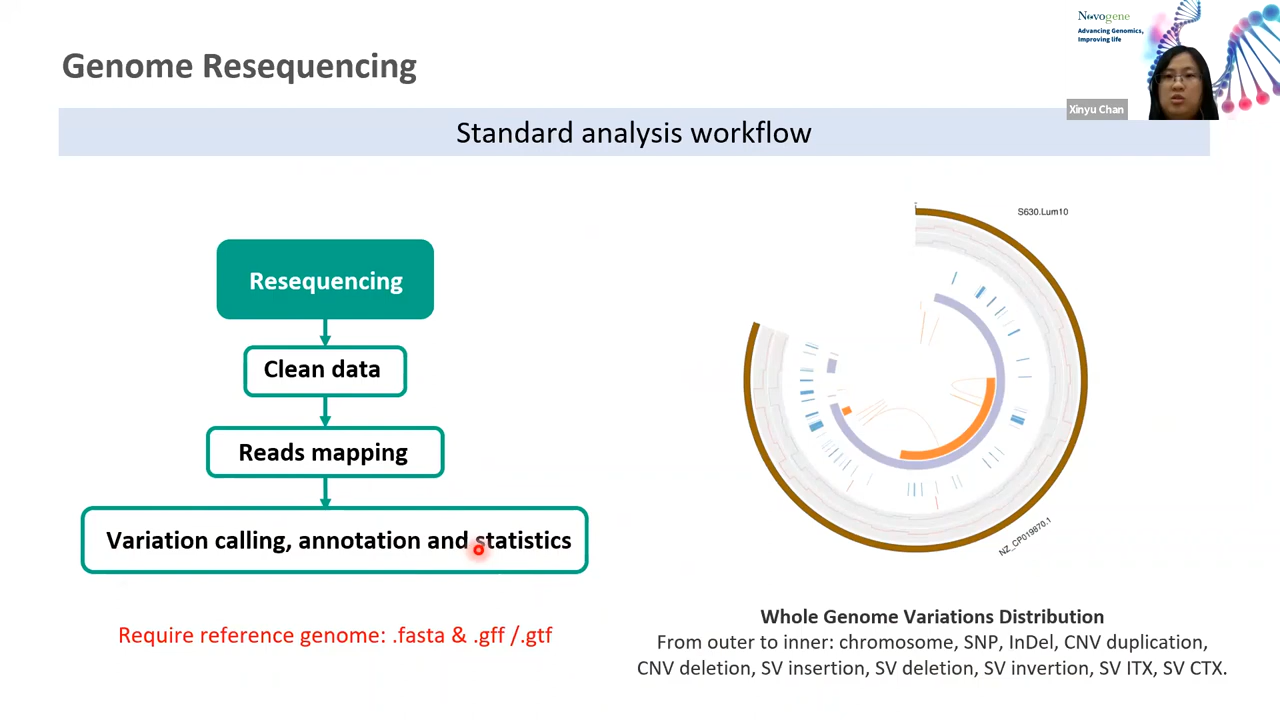 Novogene
Advancing Genomics,
Improving life
Genome Resequencing
Xinyu Chan
Standard analysis workflow
Resequencing
Clean data
Reads mapping
Variation calling, annotation and statistics
Require reference genome: .fasta & .gff /.gtf
S630.Lum10
NZ_CP019870.1
Whole Genome Variations Distribution
From outer to inner: chromosome, SNP, InDel, CNV duplication,
CNV deletion, SV insertion, SV deletion, SV invertion, SV ITX, SV CTX.